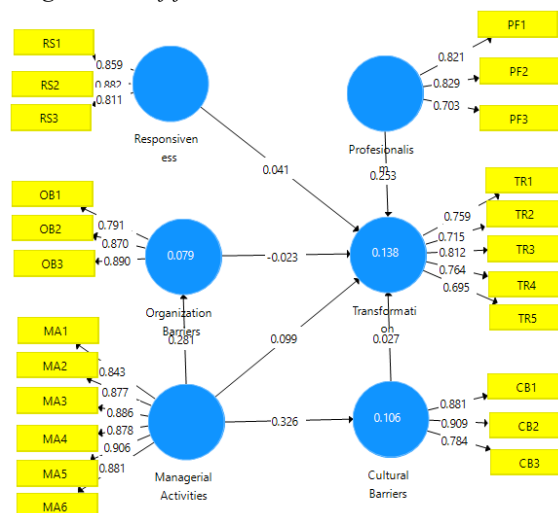 RS1
RS2
RS3
0.859
0.882
0.811
Responsiven
ess
PF1
PF2
PF3
0.821
0.829
0.703
Profesionalis
m
0.253
0.041
OB1
OB2
OB3
0.791
0.870
0.890
0.079
Organization
Barriers
0.281
-0.023
0.138
Transformati
on
0.027
TR1
TR2
TR3
TR4
TR5
0.759
0.715
0.812
0.764
0.695
0.099
MA1
MA2
MA3
MA4
MA5
MA6
0.843
0.877
0.886
0.878
0.906
0.881
Managerial
Activities
0.326
0.106
Cultural
Barriers
CB1
CB2
CB3
0.881
0.909
0.784